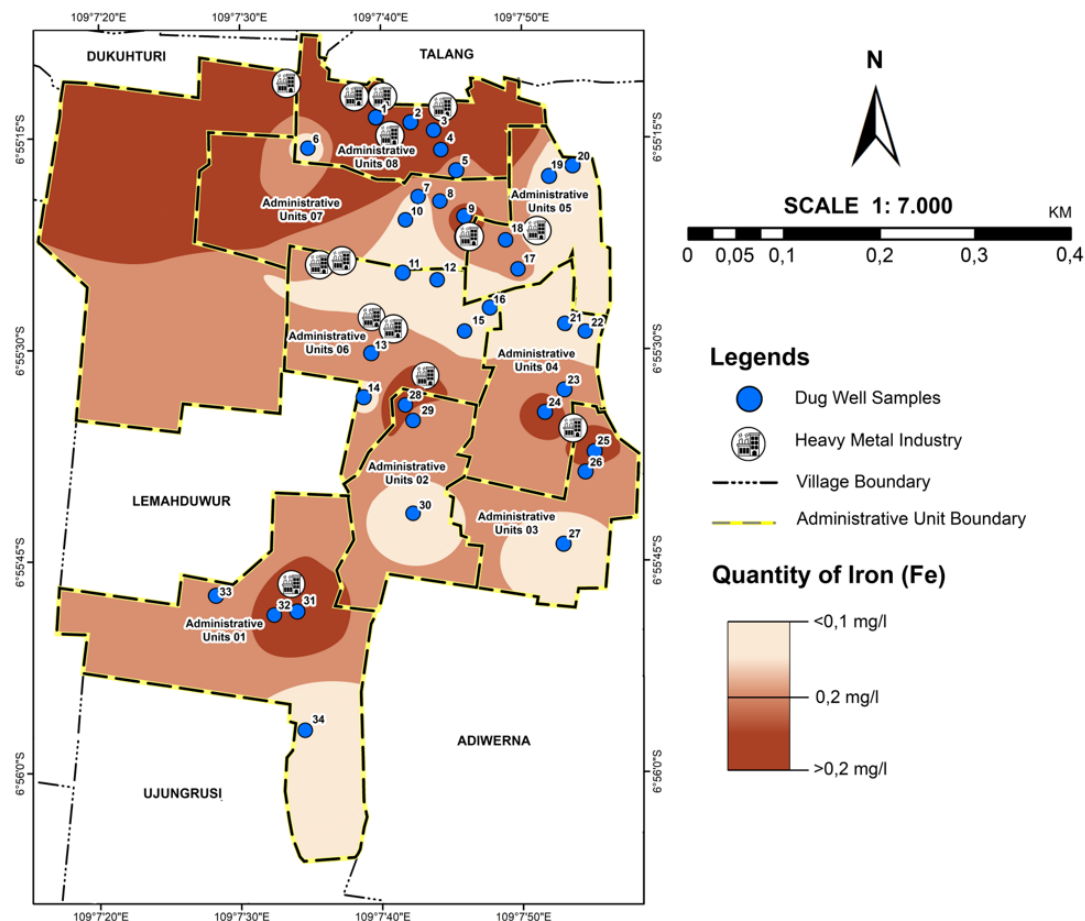 109°7'20"
109°7'30"
109°7'40"
109°7'50"
DUKUHTURI
TALANG
6°55'15"S
6°55'15"S
1
2
3
4
5
6
Administrative
Units 08
7
8
9
10
Administrative
Units 07
19
20
Administrative
Units 05
18
17
11
12
16
15
21
22
Administrative
Units 06
13
Administrative
Units 04
6°55'30"S
6°55'30"S
14
28
29
23
24
25
26
Administrative
Units 02
LEMAHDUWUR
30
Administrative
Units 03
27
6°55'45"S
6°55'45"S
33
32
31
Administrative
Units 01
34
ADIWERNA
UJUNGRUSI
6°56'0"S
6°56'0"S
109°7'20"E
109°7'30"E
109°7'40"E
109°7'50"E
N
SCALE 1: 7.000
KM
0
0,05
0,1
0,2
0,3
0,4
Legends
Dug Well Samples
Heavy Metal Industry
Village Boundary
Administrative Unit Boundary
Quantity of Iron (Fe)
<0,1 mg/l
0,2 mg/l
>0,2 mg/l